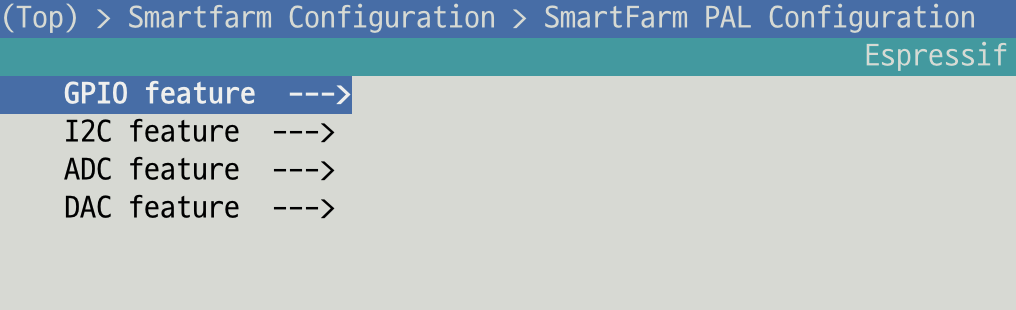 (Top) > Smartfarm Configuration > SmartFarm PAL Configuration
Espressif
GPIO feature  --->
I2C feature  --->
ADC feature  --->
DAC feature  --->